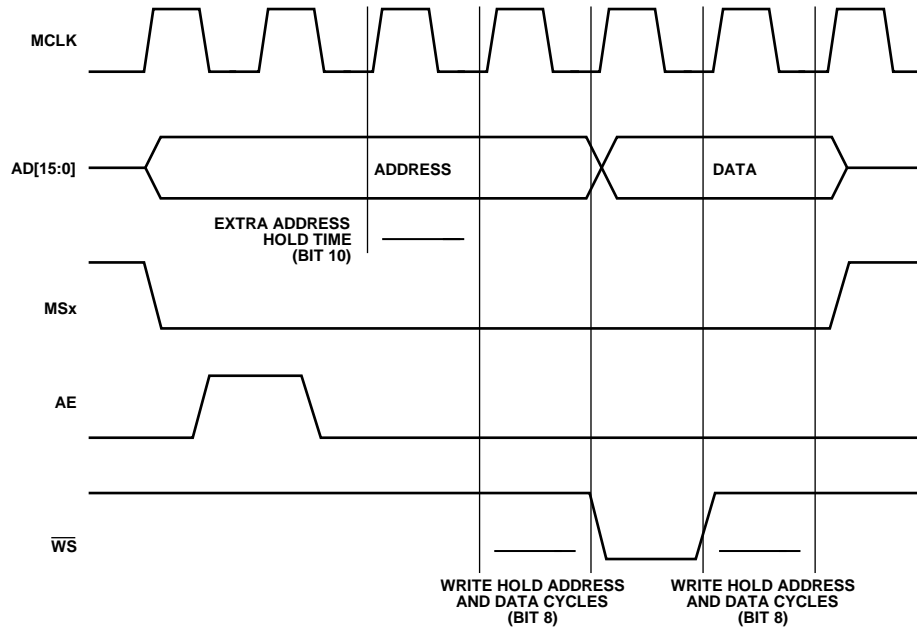 MCLK
AD[15:0]
ADDRESS
DATA
EXTRA ADDRESS
HOLD TIME
(BIT 10)
MSx
AE
WS
WRITE HOLD ADDRESS
AND DATA CYCLES
(BIT 8)
WRITE HOLD ADDRESS
AND DATA CYCLES
(BIT 8)